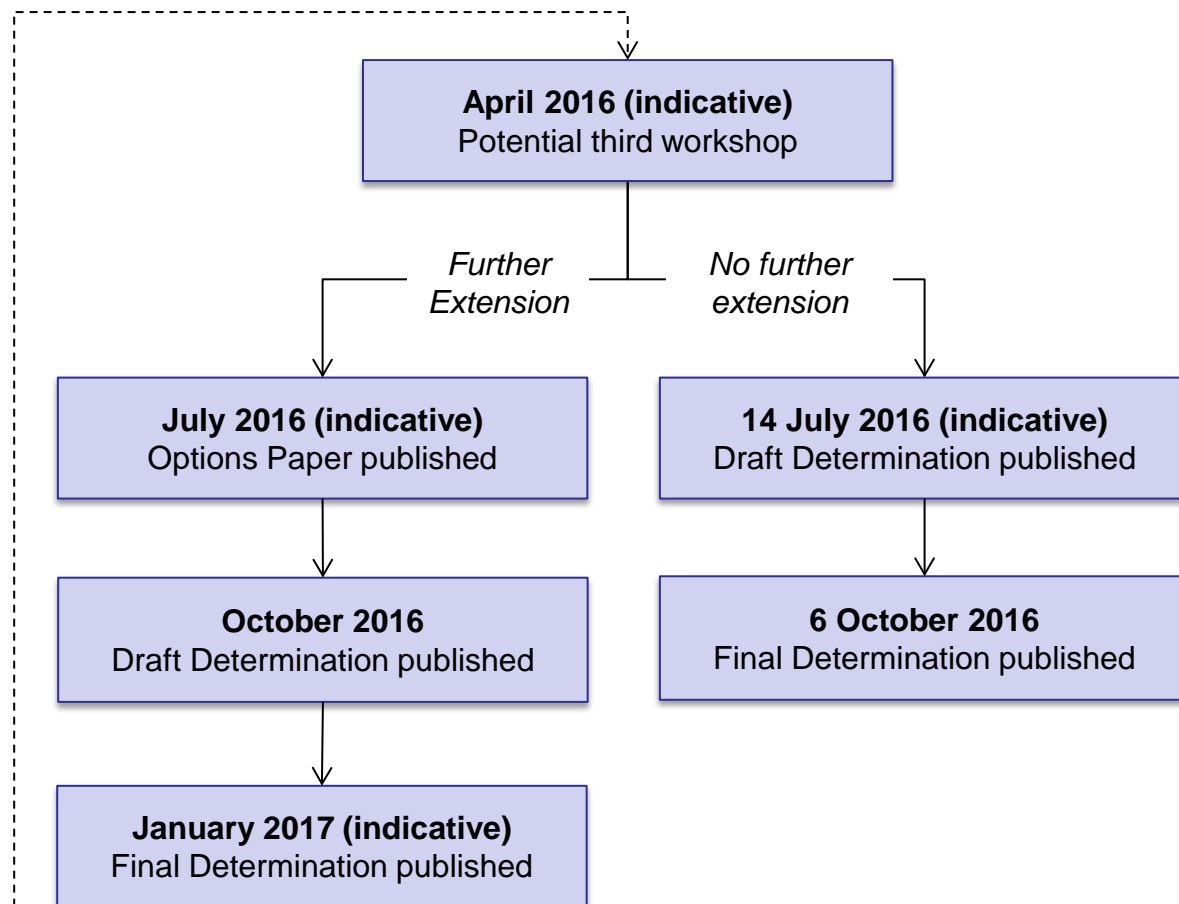 April 2016 (indicative)
Potential third workshop
Further
Extension
No further
extension
July 2016 (indicative)
Options Paper published
14 July 2016 (indicative)
Draft Determination published
October 2016
Draft Determination published
6 October 2016
Final Determination published
January 2017 (indicative)
Final Determination published